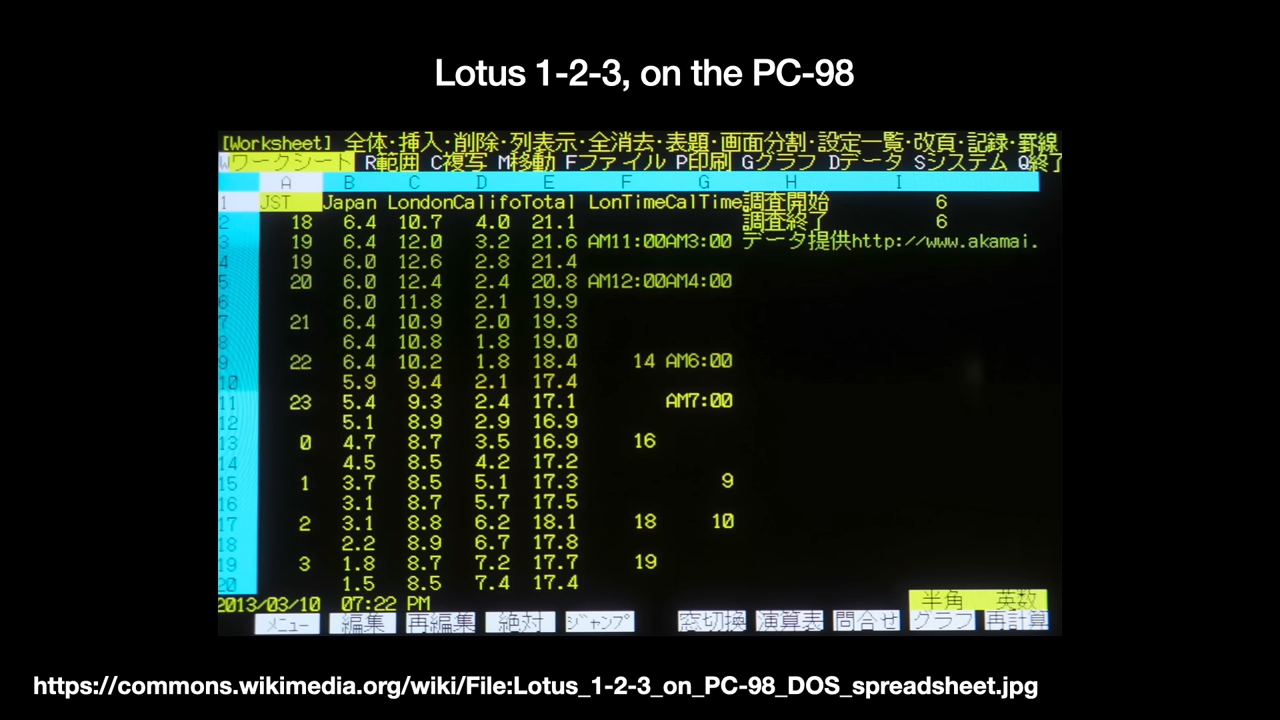 Lotus 1-2-3, on the PC-98
[Worksheet] 全体・挿入・削除・列表示・全消去・表題・画面分割・設定一覧・改頁・記録・罫線
Wワークシート R範囲 C複写 M移動 Fファイル P印刷 Gグラフ Dデータ Sシステム Q終了
A B C D E F G H I
1 JST Japan LondonCalifoTotal LonTimeCalTime調査開始 6
2 18 6.4 10.7 4.0 21.1 調査終了 6
3 19 6.4 12.0 3.2 21.6 AM11:00AM3:00 データ提供http://www.akamai.
4 19 6.0 12.6 2.8 21.4
5 20 6.0 12.4 2.4 20.8 AM12:00AM4:00
6 6.0 11.8 2.1 19.9
7 21 6.4 10.9 2.0 19.3
8 6.4 10.8 1.8 19.0
9 22 6.4 10.2 1.8 18.4 14 AM6:00
10 5.9 9.4 2.1 17.4
11 23 5.4 9.3 2.4 17.1 AM7:00
12 5.1 8.9 2.9 16.9
13 0 4.7 8.7 3.5 16.9 16
14 4.5 8.5 4.2 17.2
15 1 3.7 8.5 5.1 17.3 9
16 3.1 8.7 5.7 17.5
17 2 3.1 8.8 6.2 18.1 18 10
18 2.2 8.9 6.7 17.8
19 3 1.8 8.7 7.2 17.7 19
20 1.5 8.5 7.4 17.4
2013/03/10 07:22 PM 半角 英数
メニュー 編集 再編集 絶対 ジャンプ 窓切換 演算表 問合せ グラフ 再計算
https://commons.wikimedia.org/wiki/File:Lotus_1-2-3_on_PC-98_DOS_spreadsheet.jpg